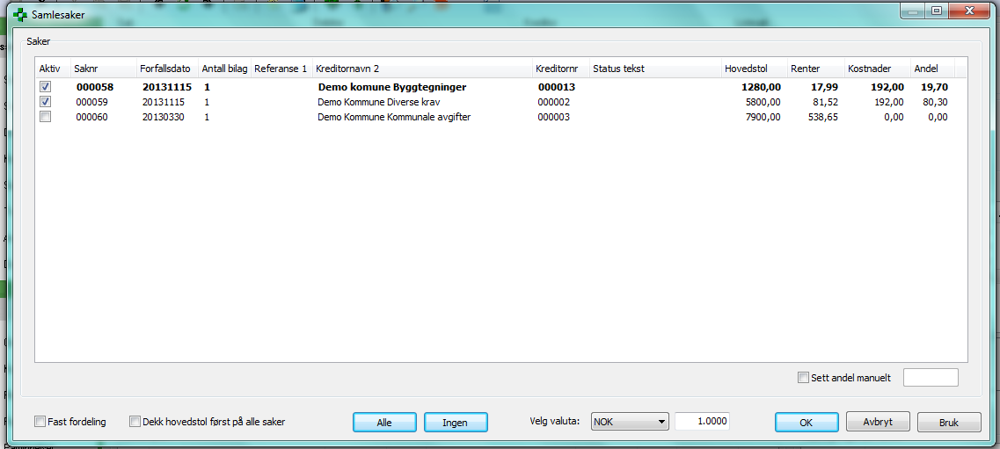 Samlesaker
Saker
Aktiv Saknr Forfallsdato Antall bilag Referanse 1 Kreditornavn 2 Kreditornr Status tekst Hovedstol Renter Kostnader Andel
000058 20131115 1 Demo komune Byggtegninger 000013 1280,00 17,99 192,00 19,70
000059 20131115 1 Demo Kommune Diverse krav 000002 5800,00 81,52 192,00 80,30
000060 20130330 1 Demo Kommune Kommunale avgifter 000003 7900,00 538,65 0,00 0,00
Sett andel manuelt
Fast fordeling Dekk hovedstol først på alle saker Alle Ingen Velg valuta: NOK 1.0000 OK Avbryt Bruk